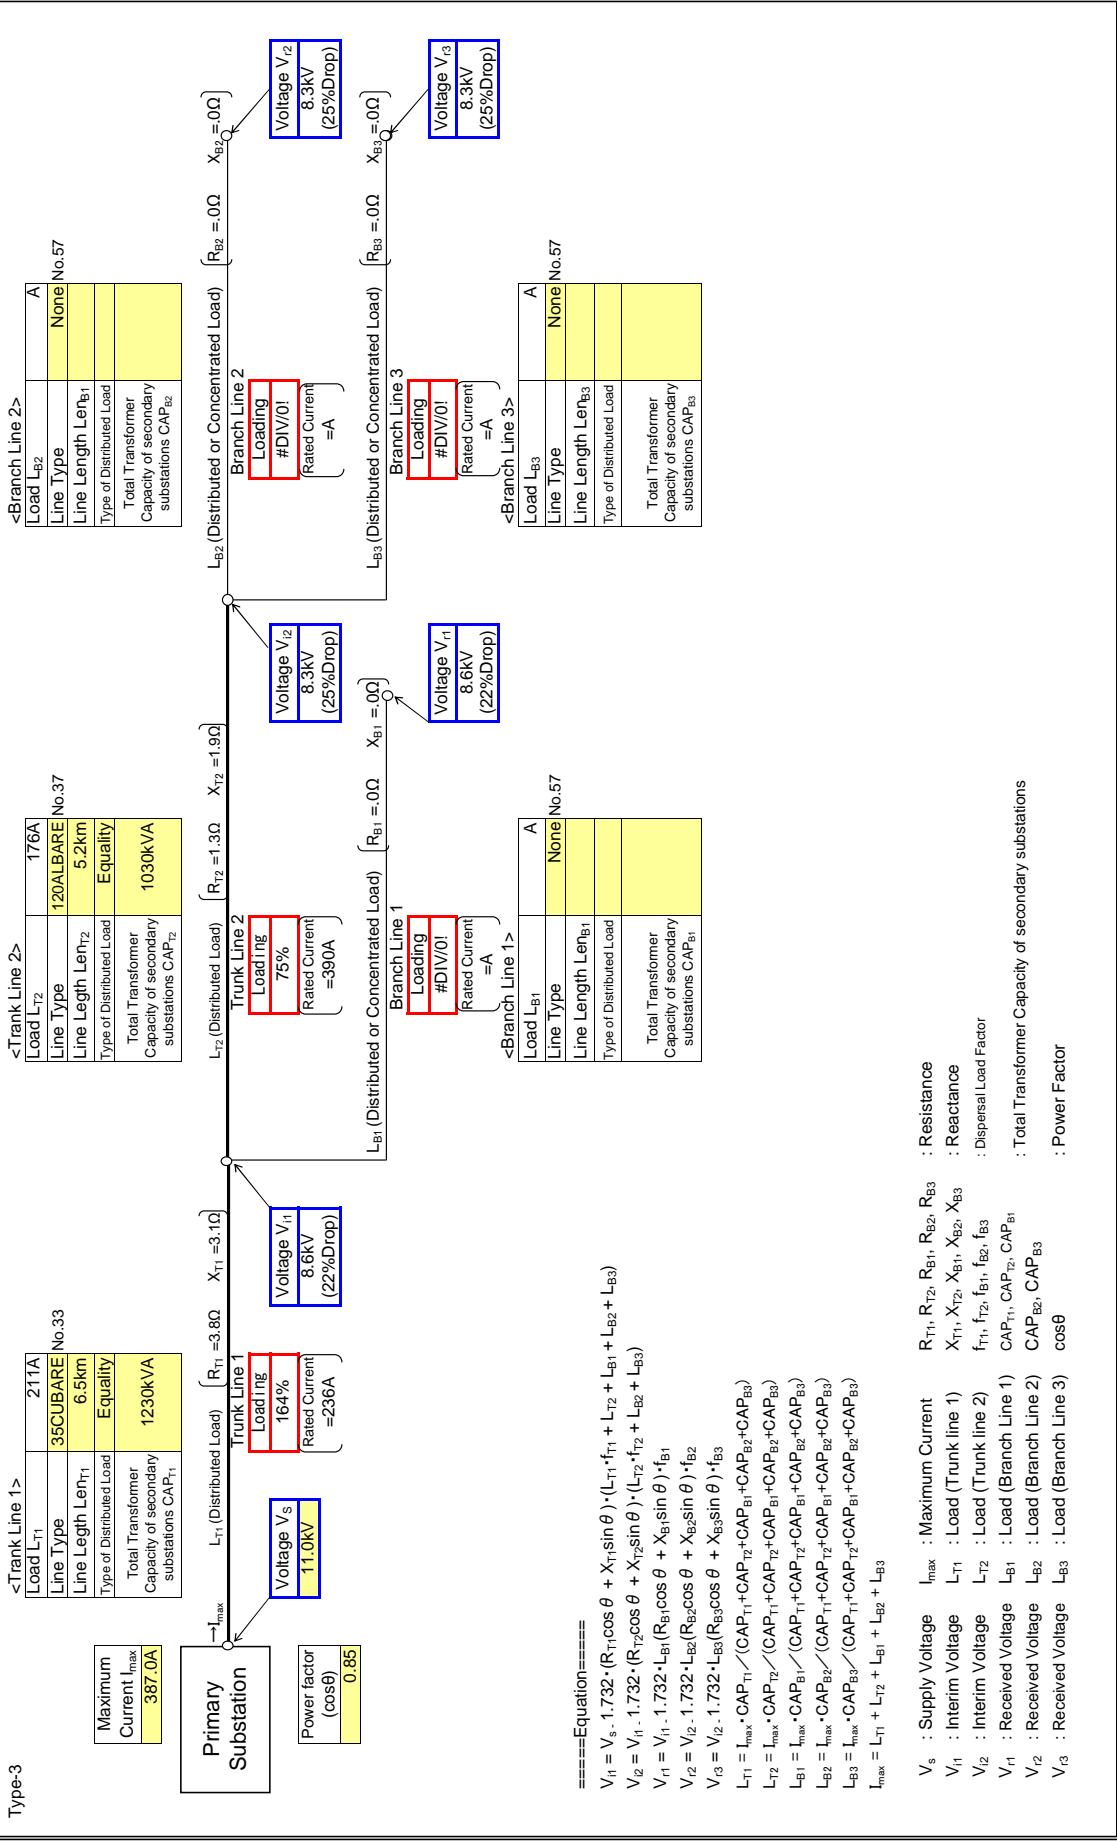 Type-3
Maximum
Current Imax
387.0A
Primary
Substation
Power factor
(cosθ)
0.85
→Imax
Voltage VS
11.0kV
<Trank Line 1>
Load LT1 211A
Line Type 35CUBARE No.33
Line Length LenT1 6.5km
Type of Distributed Load Equality
Total Transformer
Capacity of secondary
substations CAPT1
1230kVA
LT1 (Distributed Load)
RT1 =3.8Ω XT1 =3.1Ω
Trunk Line 1
Loading
164%
Rated Current
=236A
Voltage Vi1
8.6kV
(22%Drop)
<Trank Line 2>
Load LT2 176A
Line Type 120ALBARE No.37
Line Legth LenT2 5.2km
Type of Distributed Load Equality
Total Transformer
Capacity of secondary
substations CAPT2
1030kVA
LT2 (Distributed Load)
RT2 =1.3Ω XT2 =1.9Ω
Trunk Line 2
Loading
75%
Rated Current
=390A
Voltage Vi2
8.3kV
(25%Drop)
LB1 (Distributed or Concentrated Load)
RB1 =.0Ω XB1 =.0Ω
Branch Line 1
Loading
#DIV/0!
Rated Current
=A
Voltage Vr1
8.6kV
(22%Drop)
<Branch Line 1>
Load LB1 A
Line Type None No.57
Line Length LenB1
Type of Distributed Load
Total Transformer
Capacity of secondary
substations CAPB1
<Branch Line 2>
Load LB2 A
Line Type None No.57
Line Length LenB1
Type of Distributed Load
Total Transformer
Capacity of secondary
substations CAPB2
LB2 (Distributed or Concentrated Load)
RB2 =.0Ω XB2 =.0Ω
Branch Line 2
Loading
#DIV/0!
Rated Current
=A
Voltage Vr2
8.3kV
(25%Drop)
LB3 (Distributed or Concentrated Load)
RB3 =.0Ω XB3 =.0Ω
Branch Line 3
Loading
#DIV/0!
Rated Current
=A
Voltage Vr3
8.3kV
(25%Drop)
<Branch Line 3>
Load LB3 A
Line Type None No.57
Line Length LenB3
Type of Distributed Load
Total Transformer
Capacity of secondary
substations CAPB3
=====Equation=====
Vi1 = VS - 1.732･(RT1cosθ + XT1sinθ)･(LT1･fT1 + LT2 + LB1 + LB2 + LB3)
Vi2 = Vi1 - 1.732･(RT2cosθ + XT2sinθ)･(LT2･fT2 + LB2 + LB3)
Vr1 = Vi1 - 1.732･LB1(RB1cosθ + XB1sinθ)･fB1
Vr2 = Vi2 - 1.732･LB2(RB2cosθ + XB2sinθ)･fB2
Vr3 = Vi2 - 1.732･LB3(RB3cosθ + XB3sinθ)･fB3
LT1 = Imax･CAPT1／(CAPT1+CAPT2+CAPB1+CAPB2+CAPB3)
LT2 = Imax･CAPT2／(CAPT1+CAPT2+CAPB1+CAPB2+CAPB3)
LB1 = Imax･CAPB1／(CAPT1+CAPT2+CAPB1+CAPB2+CAPB3)
LB2 = Imax･CAPB2／(CAPT1+CAPT2+CAPB1+CAPB2+CAPB3)
LB3 = Imax･CAPB3／(CAPT1+CAPT2+CAPB1+CAPB2+CAPB3)
Imax = LT1 + LT2 + LB1 + LB2 + LB3
Vs : Supply Voltage Imax : Maximum Current RT1, RT2, RB1, RB2, RB3 : Resistance
Vi1 : Interim Voltage LT1 : Load (Trunk line 1) XT1, XT2, XB1, XB2, XB3 : Reactance
Vi2 : Interim Voltage LT2 : Load (Trunk line 2) fT1, fT2, fB1, fB2, fB3 : Dispersal Load Factor
Vr1 : Received Voltage LB1 : Load (Branch Line 1) CAPT1, CAPT2, CAPB1 : Total Transformer Capacity of secondary substations
Vr2 : Received Voltage LB2 : Load (Branch Line 2) CAPB2, CAPB3
Vr3 : Received Voltage LB3 : Load (Branch Line 3) cosθ : Power Factor